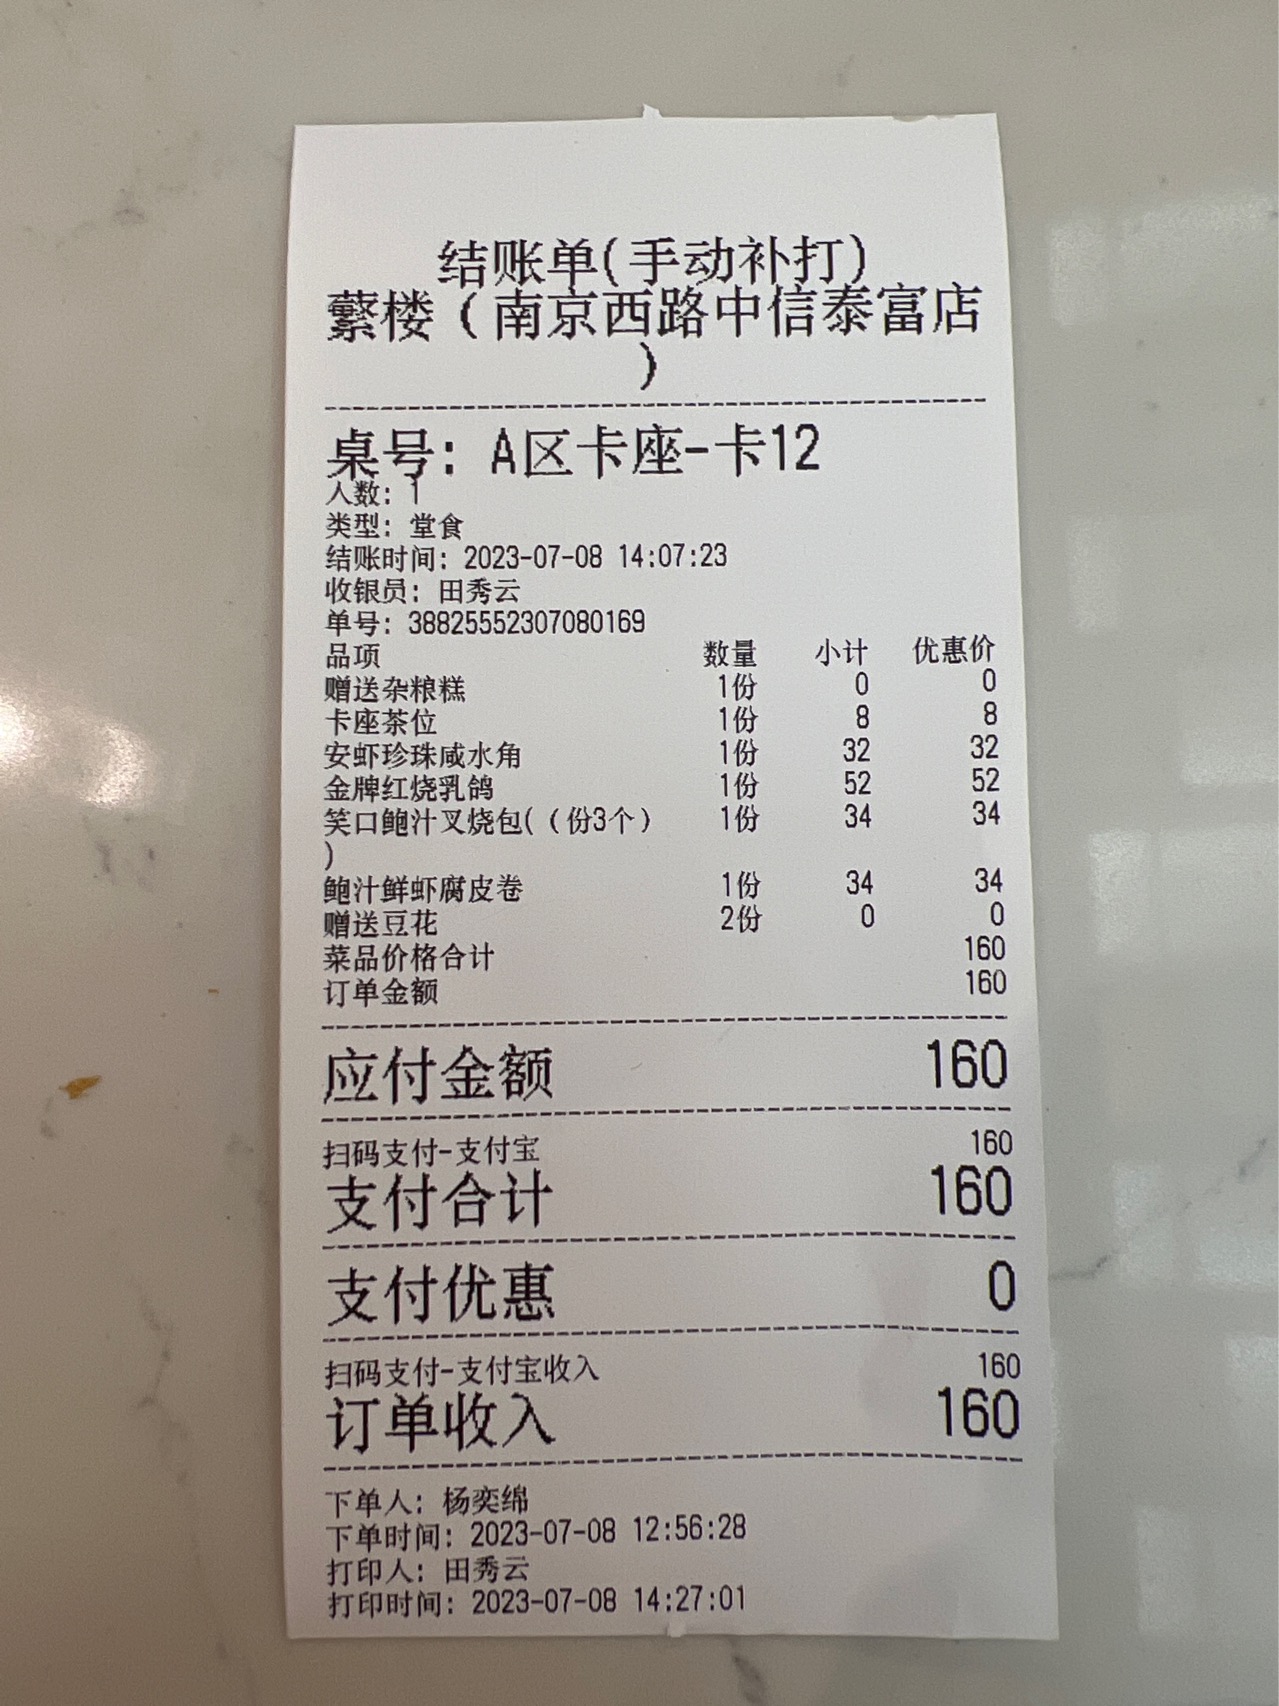 结账单(手动补打)
蘩楼（南京西路中信泰富店
）
桌号: A区卡座-卡12
人数: 1
类型: 堂食
结账时间: 2023-07-08 14:07:23
收银员: 田秀云
单号: 38825552307080169
品项 数量 小计 优惠价
赠送杂粮糕 1份 0 0
卡座茶位 1份 8 8
安虾珍珠咸水角 1份 32 32
金牌红烧乳鸽 1份 52 52
笑口鲍汁叉烧包(（份3个） 1份 34 34
)
鲍汁鲜虾腐皮卷 1份 34 34
赠送豆花 2份 0 0
菜品价格合计 160
订单金额 160
应付金额 160
扫码支付-支付宝 160
支付合计 160
支付优惠 0
扫码支付-支付宝收入 160
订单收入 160
下单人: 杨奕绵
下单时间: 2023-07-08 12:56:28
打印人: 田秀云
打印时间: 2023-07-08 14:27:01